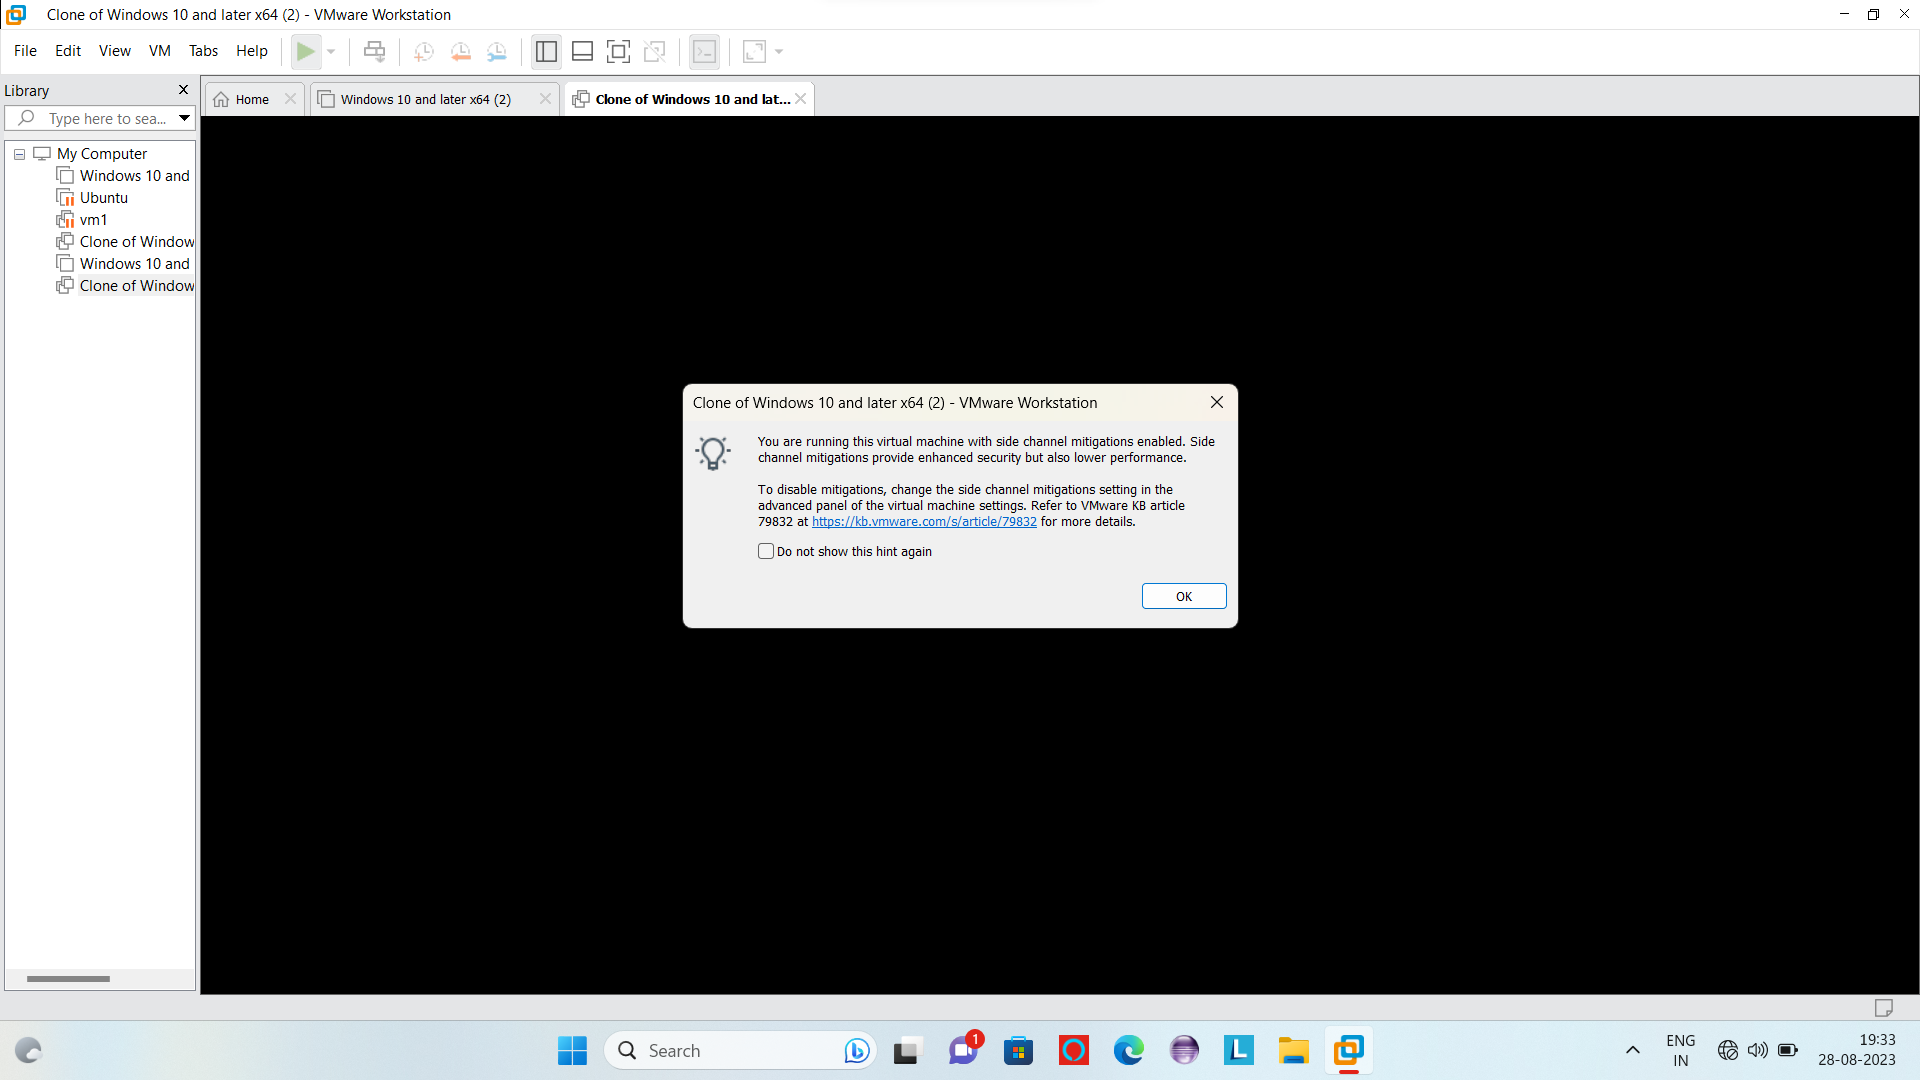 Clone of Windows 10 and later x64 (2) - VMware Workstation
File Edit View VM Tabs Help
Library
Type here to sea...
Home
Windows 10 and later x64 (2)
Clone of Windows 10 and lat...
My Computer
Windows 10 and
Ubuntu
vm1
Clone of Window
Windows 10 and
Clone of Window
Clone of Windows 10 and later x64 (2) - VMware Workstation
You are running this virtual machine with side channel mitigations enabled. Side
channel mitigations provide enhanced security but also lower performance.
To disable mitigations, change the side channel mitigations setting in the
advanced panel of the virtual machine settings. Refer to VMware KB article
79832 at https://kb.vmware.com/s/article/79832 for more details.
Do not show this hint again
OK
Search
1
L
ENG
IN
19:33
28-08-2023